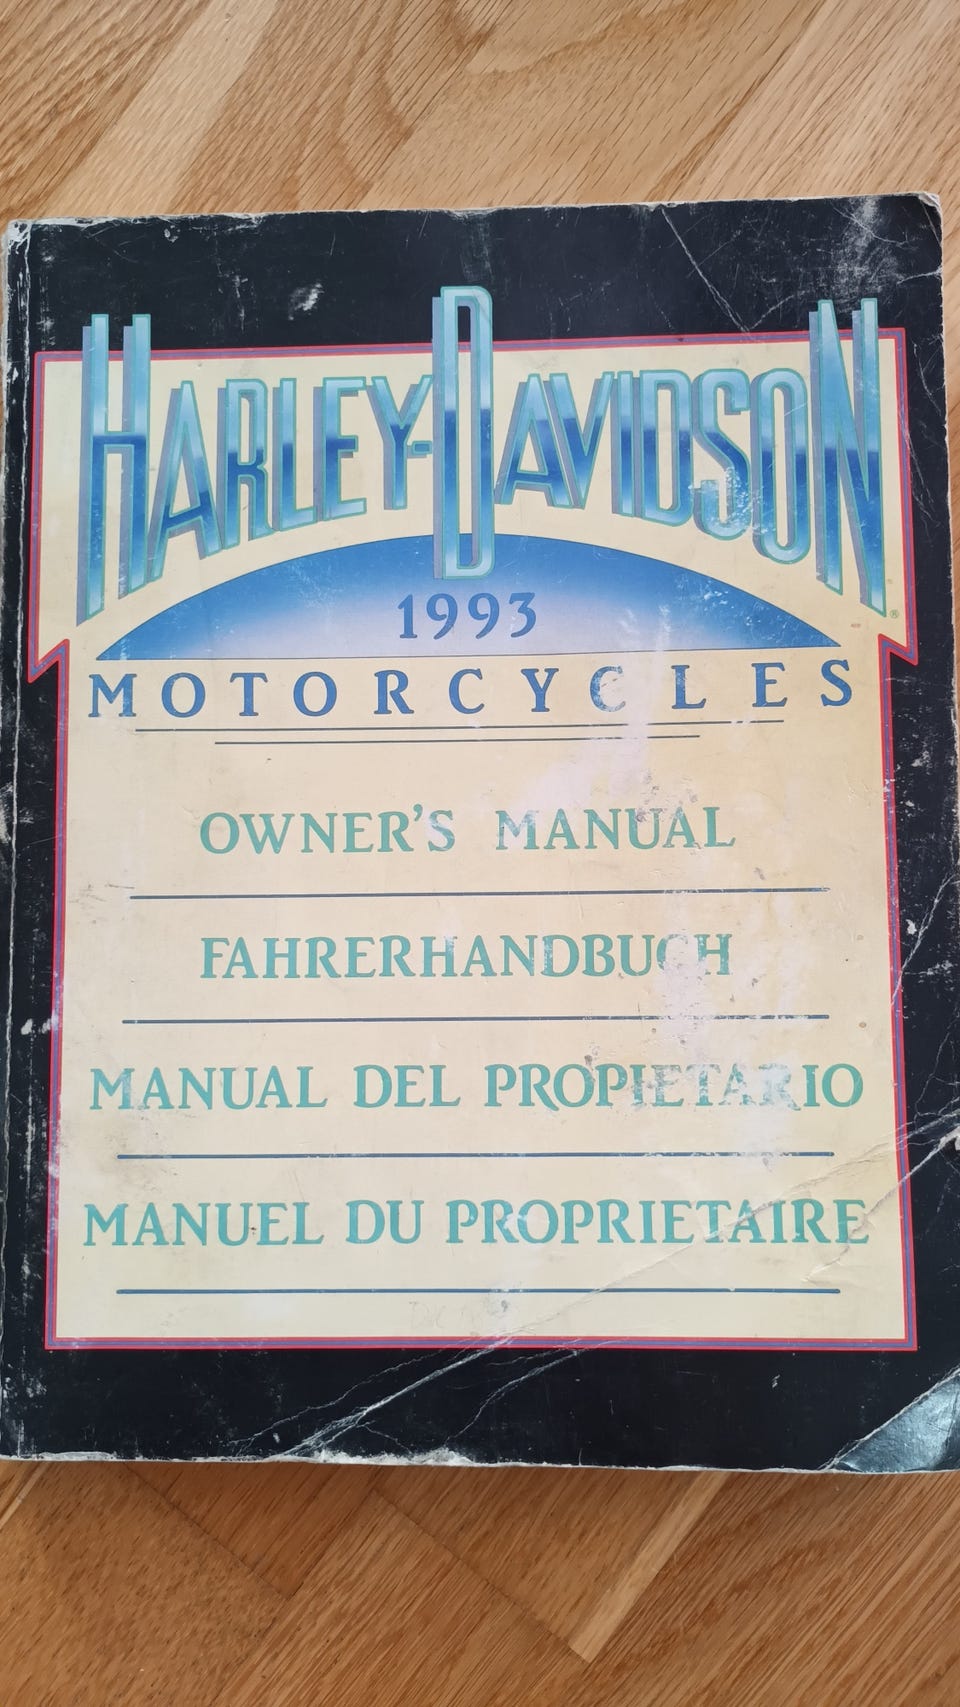 HARLEY-DAVIDSON®
1993
MOTORCYCLES
OWNER'S MANUAL
FAHRERHANDBUCH
MANUAL DEL PROPIETARIO
MANUEL DU PROPRIETAIRE